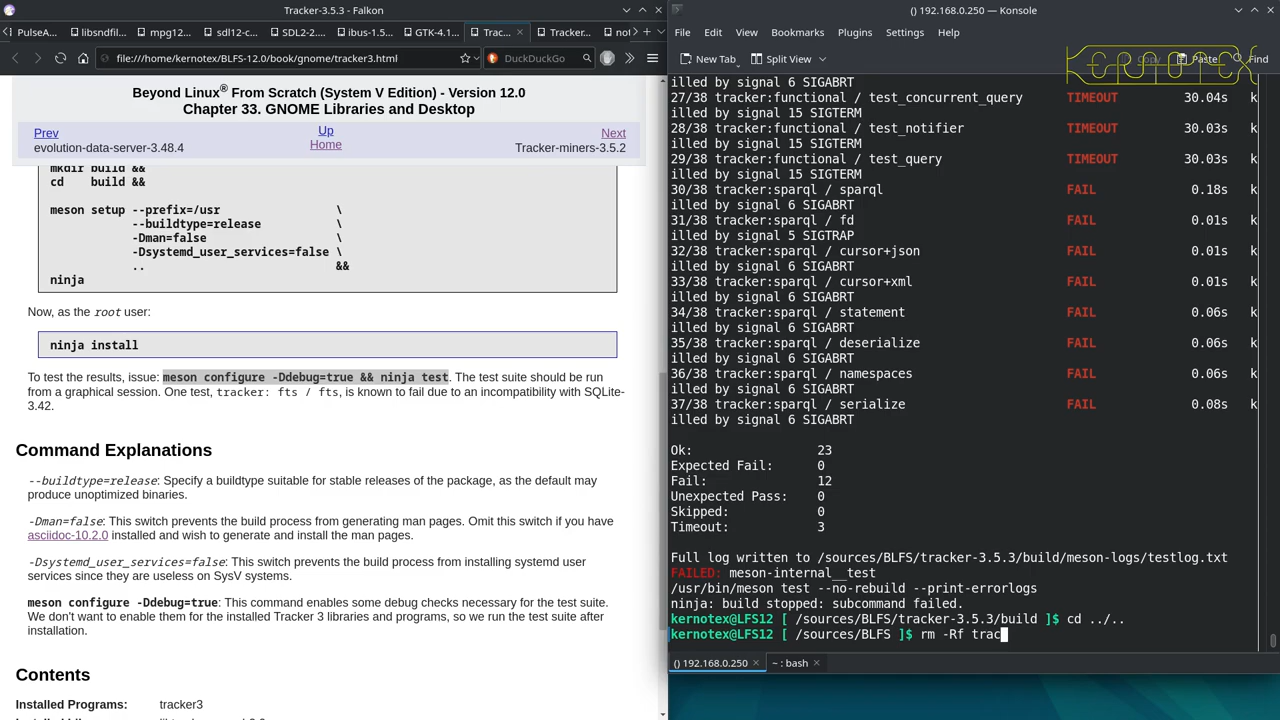 Tracker-3.5.3 — Falkon
PulseA...
libsndfil...
mpg12...
sdl12-c...
SDL2-2....
ibus-1.5...
GTK-4.1...
Trac...
Tracker...
not
file:///home/kernotex/BLFS-12.0/book/gnome/tracker3.html
DuckDuckGo
Beyond Linux® From Scratch (System V Edition) - Version 12.0
Chapter 33. GNOME Libraries and Desktop
Prev
Up
Next
evolution-data-server-3.48.4
Home
Tracker-miners-3.5.2
mkdir build &&
cd    build &&
meson setup --prefix=/usr                \
--buildtype=release          \
-Dman=false                  \
-Dsystemd_user_services=false \
..                           &&
ninja
Now, as the root user:
ninja install
To test the results, issue: meson configure -Ddebug=true && ninja test. The test suite should be run
from a graphical session. One test, tracker: fts / fts, is known to fail due to an incompatibility with SQLite-
3.42.
Command Explanations
--buildtype=release: Specify a buildtype suitable for stable releases of the package, as the default may
produce unoptimized binaries.
-Dman=false: This switch prevents the build process from generating man pages. Omit this switch if you have
asciidoc-10.2.0 installed and wish to generate and install the man pages.
-Dsystemd_user_services=false: This switch prevents the build process from installing systemd user
services since they are useless on SysV systems.
meson configure -Ddebug=true: This command enables some debug checks necessary for the test suite.
We don't want to enable them for the installed Tracker 3 libraries and programs, so we run the test suite after
installation.
Contents
Installed Programs: tracker3
() 192.168.0.250 — Konsole
File Edit View Bookmarks Plugins Settings Help
New Tab Split View Copy Paste Find
KERNOTEX
illed by signal 6 SIGABRT
27/38 tracker:functional / test_concurrent_query TIMEOUT 30.04s k
illed by signal 15 SIGTERM
28/38 tracker:functional / test_notifier TIMEOUT 30.03s k
illed by signal 15 SIGTERM
29/38 tracker:functional / test_query TIMEOUT 30.03s k
illed by signal 15 SIGTERM
30/38 tracker:sparql / sparql FAIL 0.18s k
illed by signal 6 SIGABRT
31/38 tracker:sparql / fd FAIL 0.01s k
illed by signal 5 SIGTRAP
32/38 tracker:sparql / cursor+json FAIL 0.01s k
illed by signal 6 SIGABRT
33/38 tracker:sparql / cursor+xml FAIL 0.01s k
illed by signal 6 SIGABRT
34/38 tracker:sparql / statement FAIL 0.06s k
illed by signal 6 SIGABRT
35/38 tracker:sparql / deserialize FAIL 0.06s k
illed by signal 6 SIGABRT
36/38 tracker:sparql / namespaces FAIL 0.06s k
illed by signal 6 SIGABRT
37/38 tracker:sparql / serialize FAIL 0.08s k
illed by signal 6 SIGABRT
Ok: 23
Expected Fail: 0
Fail: 12
Unexpected Pass: 0
Skipped: 0
Timeout: 3
Full log written to /sources/BLFS/tracker-3.5.3/build/meson-logs/testlog.txt
FAILED: meson-internal__test
/usr/bin/meson test --no-rebuild --print-errorlogs
ninja: build stopped: subcommand failed.
kernotex@LFS12 [ /sources/BLFS/tracker-3.5.3/build ]$ cd ../..
kernotex@LFS12 [ /sources/BLFS ]$ rm -Rf trac
() 192.168.0.250
~ : bash